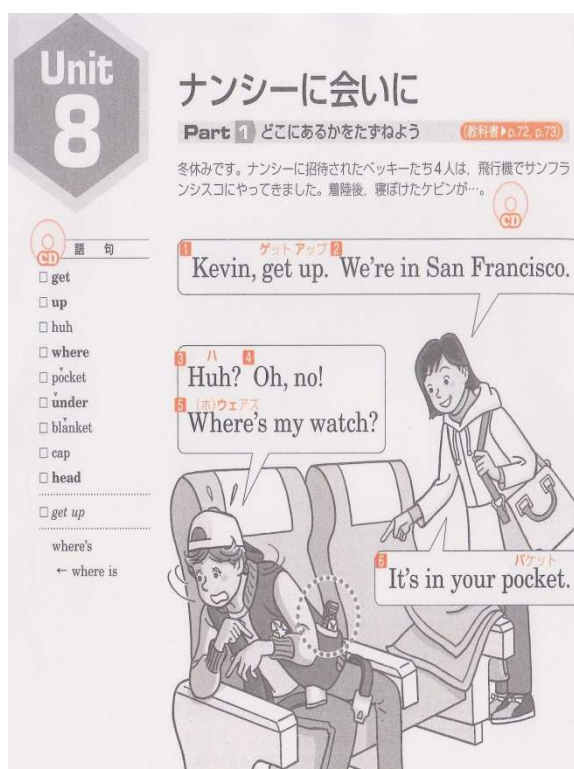 Unit
8
ナンシーに会いに
Part 1 どこにあるかをたずねよう
(教科書▶p.72, p.73)
冬休みです。ナンシーに招待されたベッキーたち4人は，飛行機でサンフラ
ンシスコにやってきました。着陸後，寝ぼけたケビンが…。
CD
CD
語 句
□ get
□ up
□ huh
□ where
□ pocket
□ under
□ blanket
□ cap
□ head
□ get up
where's
← where is
ゲット アップ
1 Kevin, get up. 2 We're in San Francisco.
ハ
3 Huh? 4 Oh, no!
(ホ)ウェアズ
5 Where's my watch?
パケット
6 It's in your pocket.